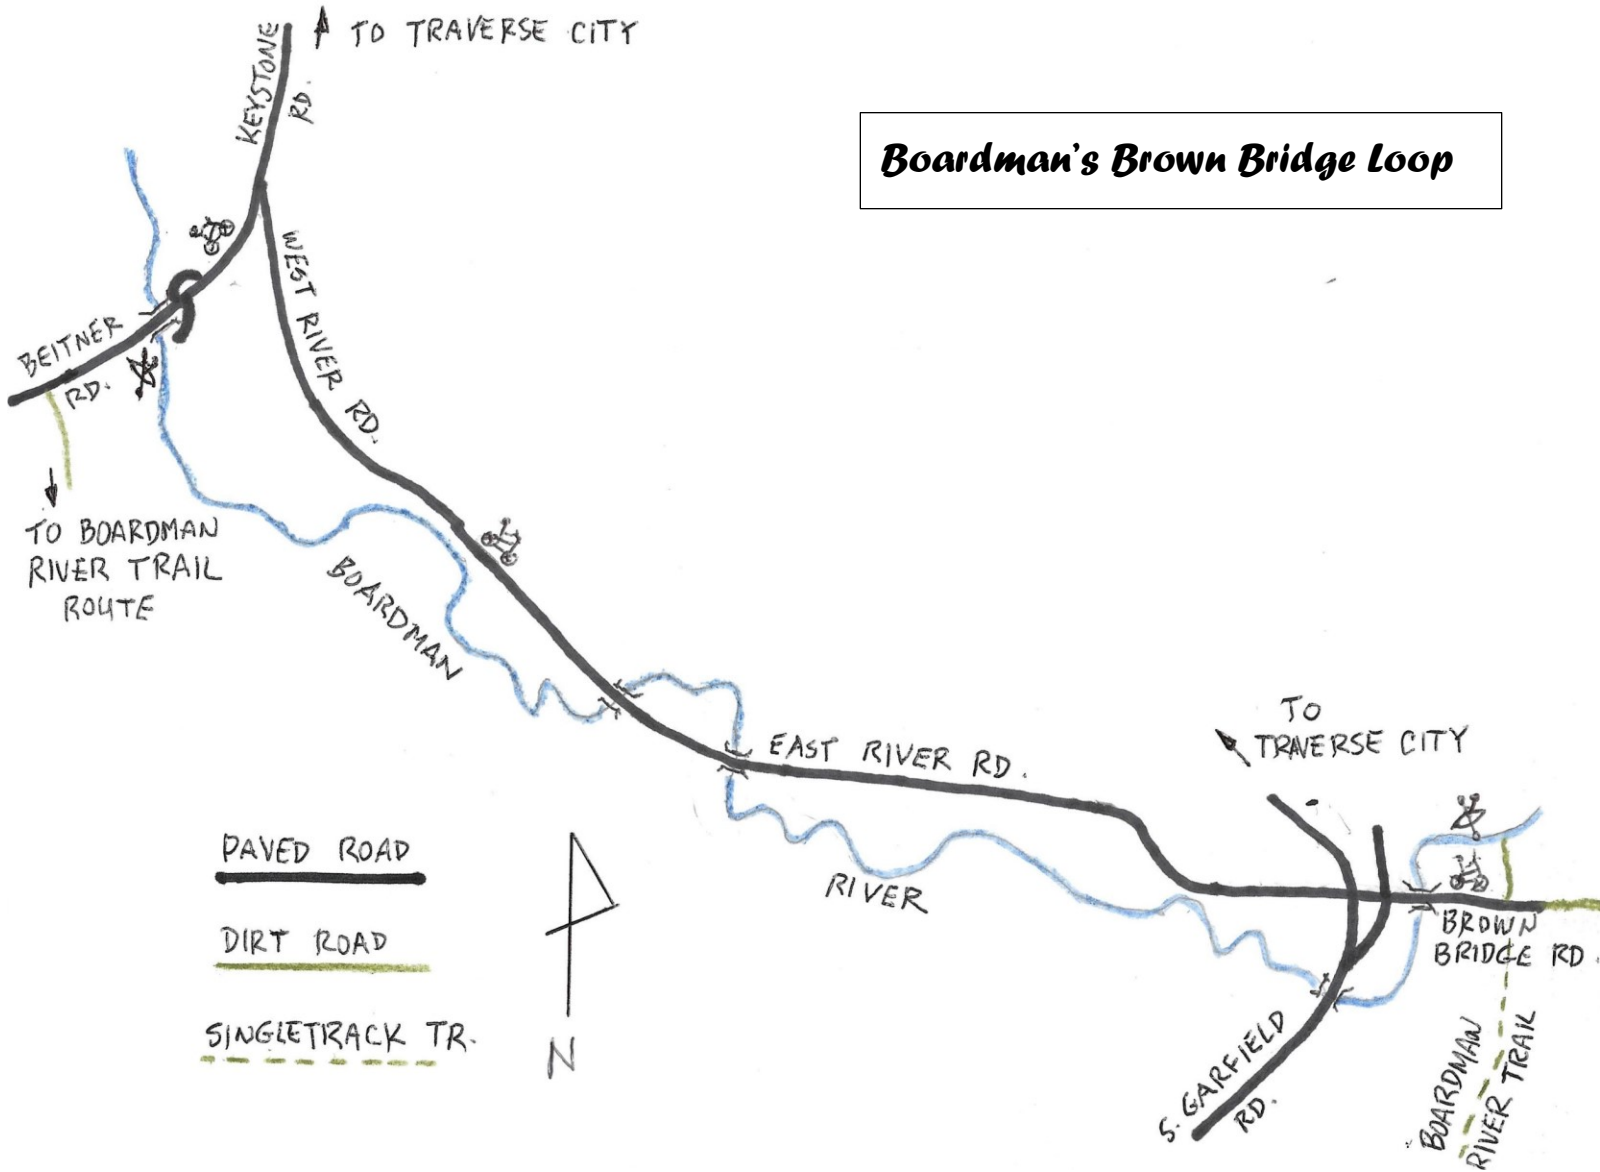 TO TRAVERSE CITY
KEYSTONE
RD.
Boardman's Brown Bridge Loop
WEST RIVER RD.
BEITNER
RD.
TO BOARDMAN
RIVER TRAIL
ROUTE
BOARDMAN
RIVER
EAST RIVER RD.
TO
TRAVERSE CITY
BROWN
BRIDGE RD.
S. GARFIELD
RD.
BOARDMAN
RIVER TRAIL
PAVED ROAD
DIRT ROAD
SINGLETRACK TR.
N